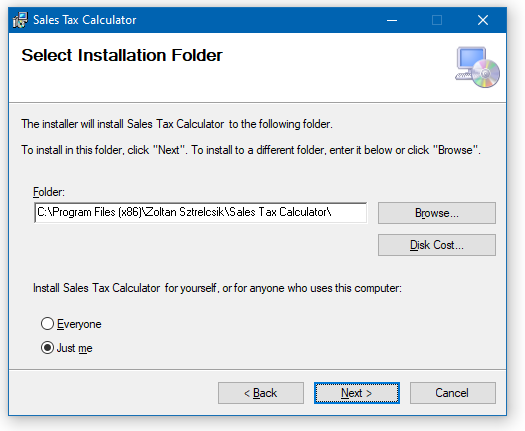 Sales Tax Calculator
Select Installation Folder
The installer will install Sales Tax Calculator to the following folder.
To install in this folder, click "Next". To install to a different folder, enter it below or click "Browse".
Folder:
C:\Program Files (x86)\Zoltan Sztrelcsik\Sales Tax Calculator\
Browse...
Disk Cost...
Install Sales Tax Calculator for yourself, or for anyone who uses this computer:
Everyone
Just me
< Back
Next >
Cancel